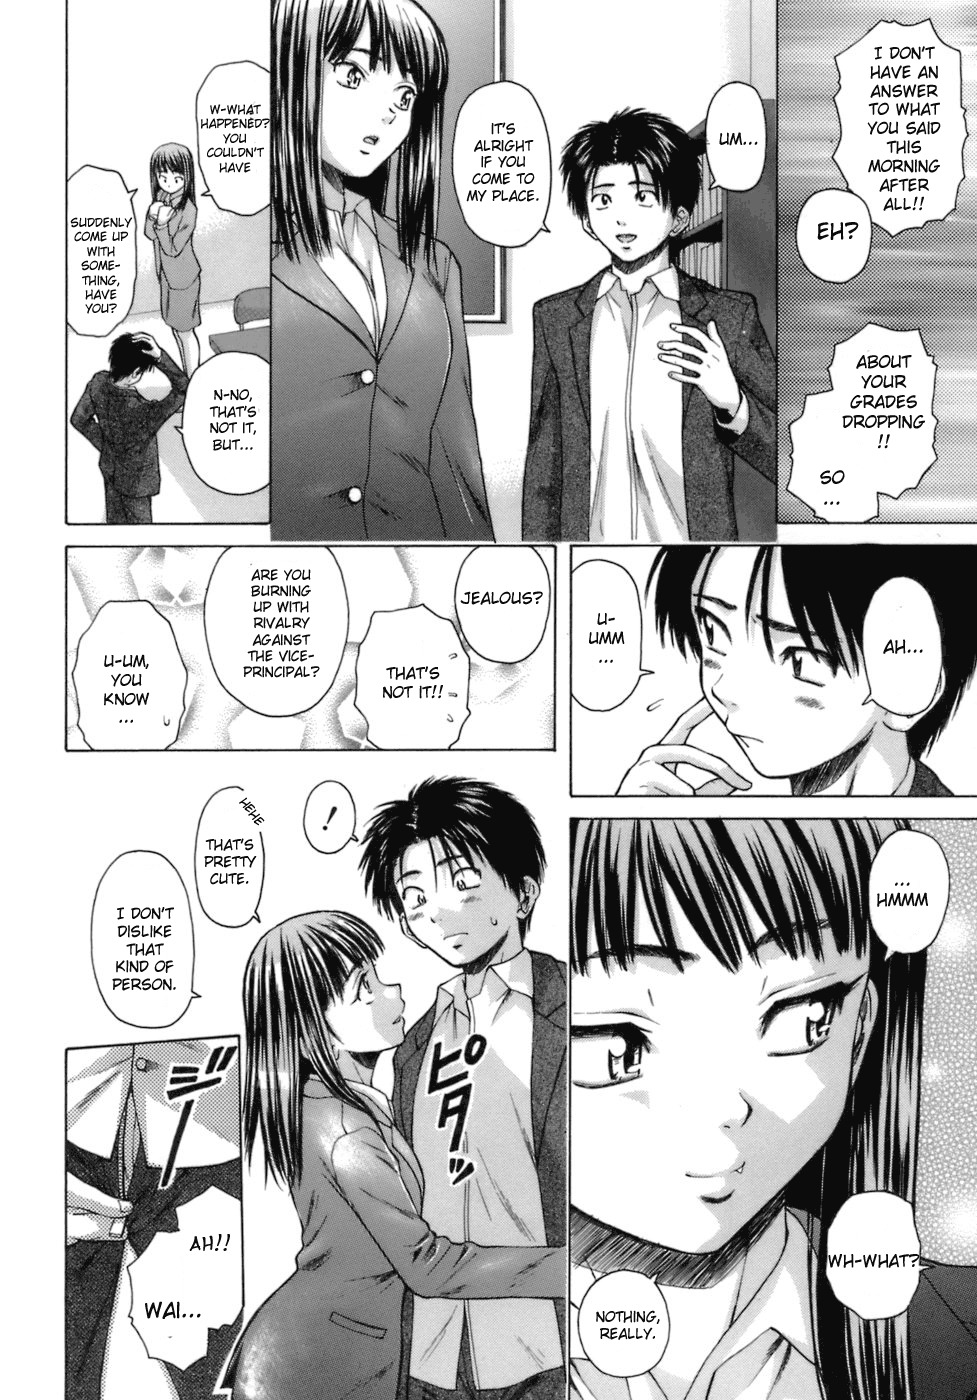 I DON'T
HAVE AN
ANSWER
TO WHAT
YOU SAID
THIS
MORNING
AFTER
ALL!!
EH?
ABOUT
YOUR
GRADES
DROPPING
!!
SO
...
UM...
IT'S
ALRIGHT
IF YOU
COME TO
MY PLACE.
W-WHAT
HAPPENED?
YOU
COULDN'T
HAVE
SUDDENLY
COME UP
WITH
SOME-
THING,
HAVE
YOU?
N-NO,
THAT'S
NOT IT,
BUT...
AH...
U-
UMM
...
JEALOUS?
THAT'S
NOT IT!!
ARE YOU
BURNING
UP WITH
RIVALRY
AGAINST
THE VICE-
PRINCIPAL?
U-UM,
YOU
KNOW
...
...
HMMM
WH-WHAT?
NOTHING,
REALLY.
!
HEHE
THAT'S
PRETTY
CUTE.
I DON'T
DISLIKE
THAT
KIND OF
PERSON.
ピタッ
ジー
AH!!
WAI...